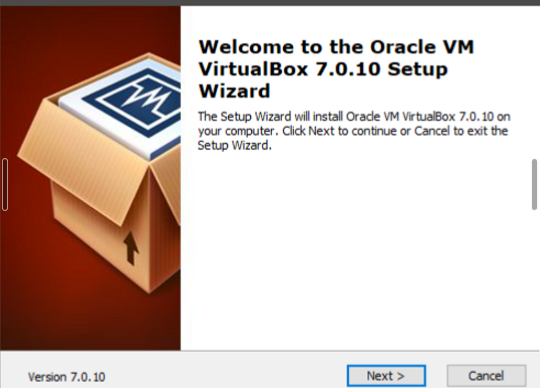 Welcome to the Oracle VM
VirtualBox 7.0.10 Setup
Wizard
The Setup Wizard will install Oracle VM VirtualBox 7.0.10 on
your computer. Click Next to continue or Cancel to exit the
Setup Wizard.
Version 7.0.10
Next >
Cancel